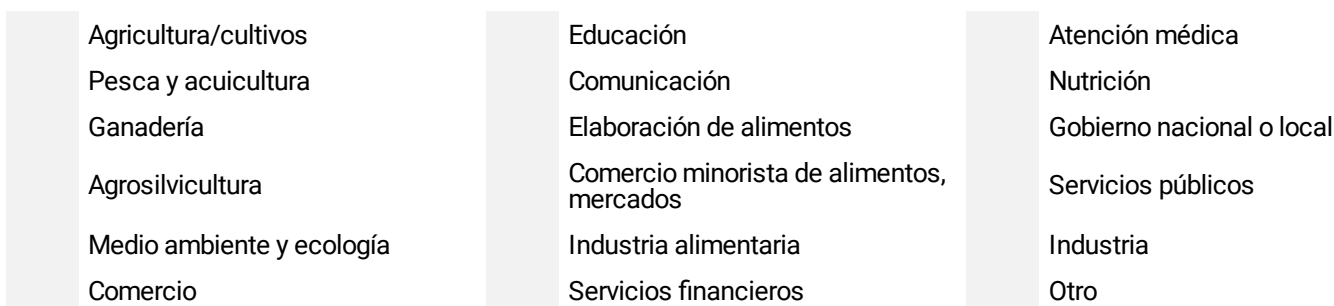 Agricultura/cultivos
Educación
Atención médica
Pesca y acuicultura
Comunicación
Nutrición
Ganadería
Elaboración de alimentos
Gobierno nacional o local
Agrosilvicultura
Comercio minorista de alimentos,
mercados
Servicios públicos
Medio ambiente y ecología
Industria alimentaria
Industria
Comercio
Servicios financieros
Otro